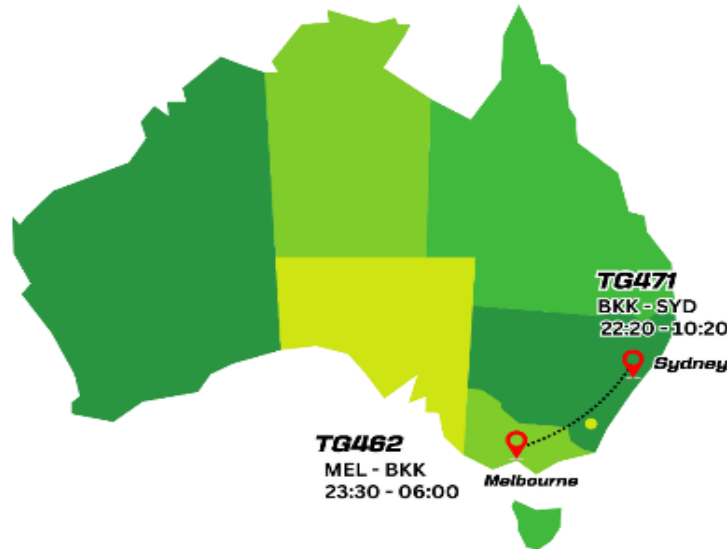 TG471
BKK - SYD
22:20 - 10:20
Sydney
TG462
MEL - BKK
23:30 - 06:00
Melbourne